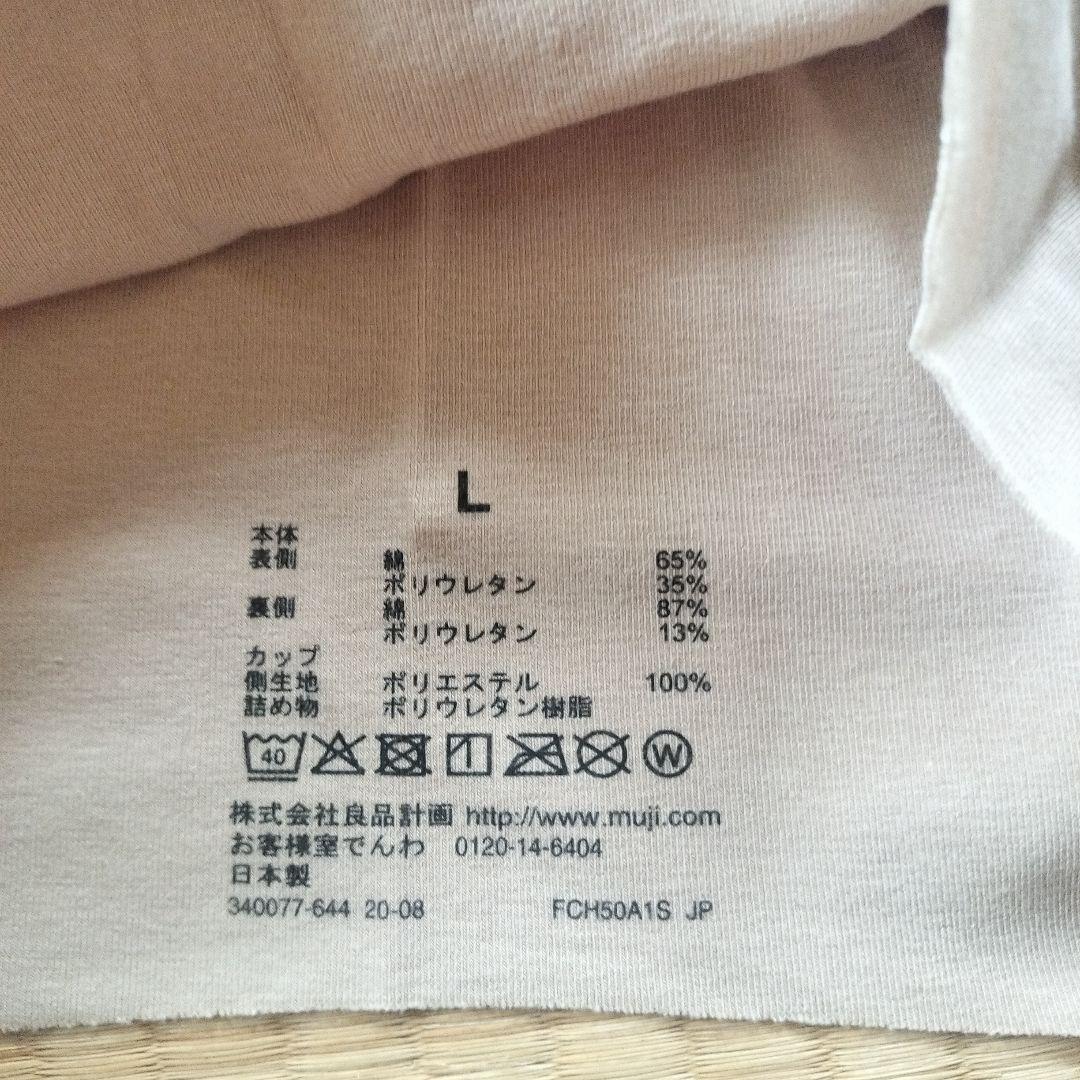 L
本体
表側 綿 65%
ポリウレタン 35%
裏側 綿 87%
ポリウレタン 13%
カップ
側生地 ポリエステル 100%
詰め物 ポリウレタン樹脂
40 W
株式会社良品計画 http://www.muji.com
お客様室でんわ 0120-14-6404
日本製
340077-644 20-08 FCH50A1S JP